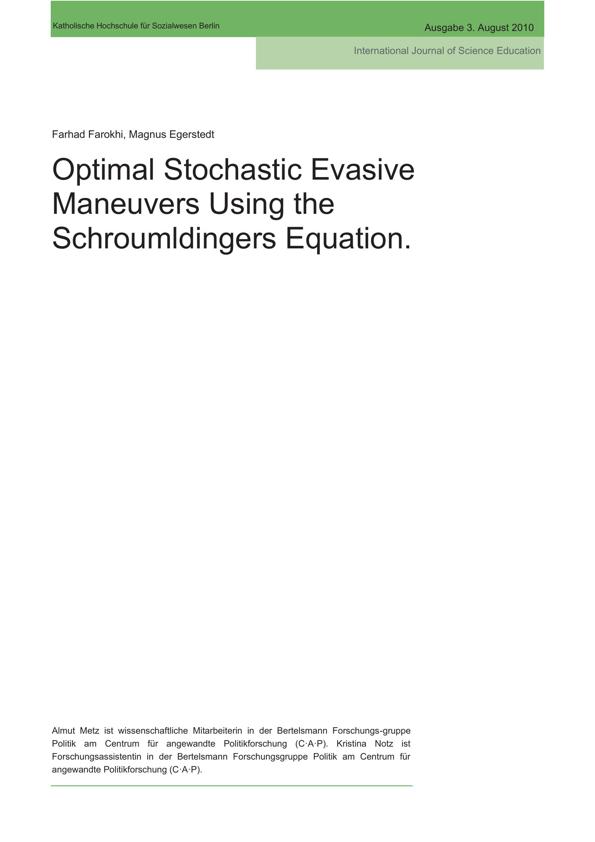 Katholische Hochschule für Sozialwesen Berlin
Ausgabe 3. August 2010
International Journal of Science Education
Farhad Farokhi, Magnus Egerstedt
Optimal Stochastic Evasive
Maneuvers Using the
Schroumldingers Equation.
Almut Metz ist wissenschaftliche Mitarbeiterin in der Bertelsmann Forschungs-gruppe
Politik am Centrum für angewandte Politikforschung (C·A·P). Kristina Notz ist
Forschungsassistentin in der Bertelsmann Forschungsgruppe Politik am Centrum für
angewandte Politikforschung (C·A·P).